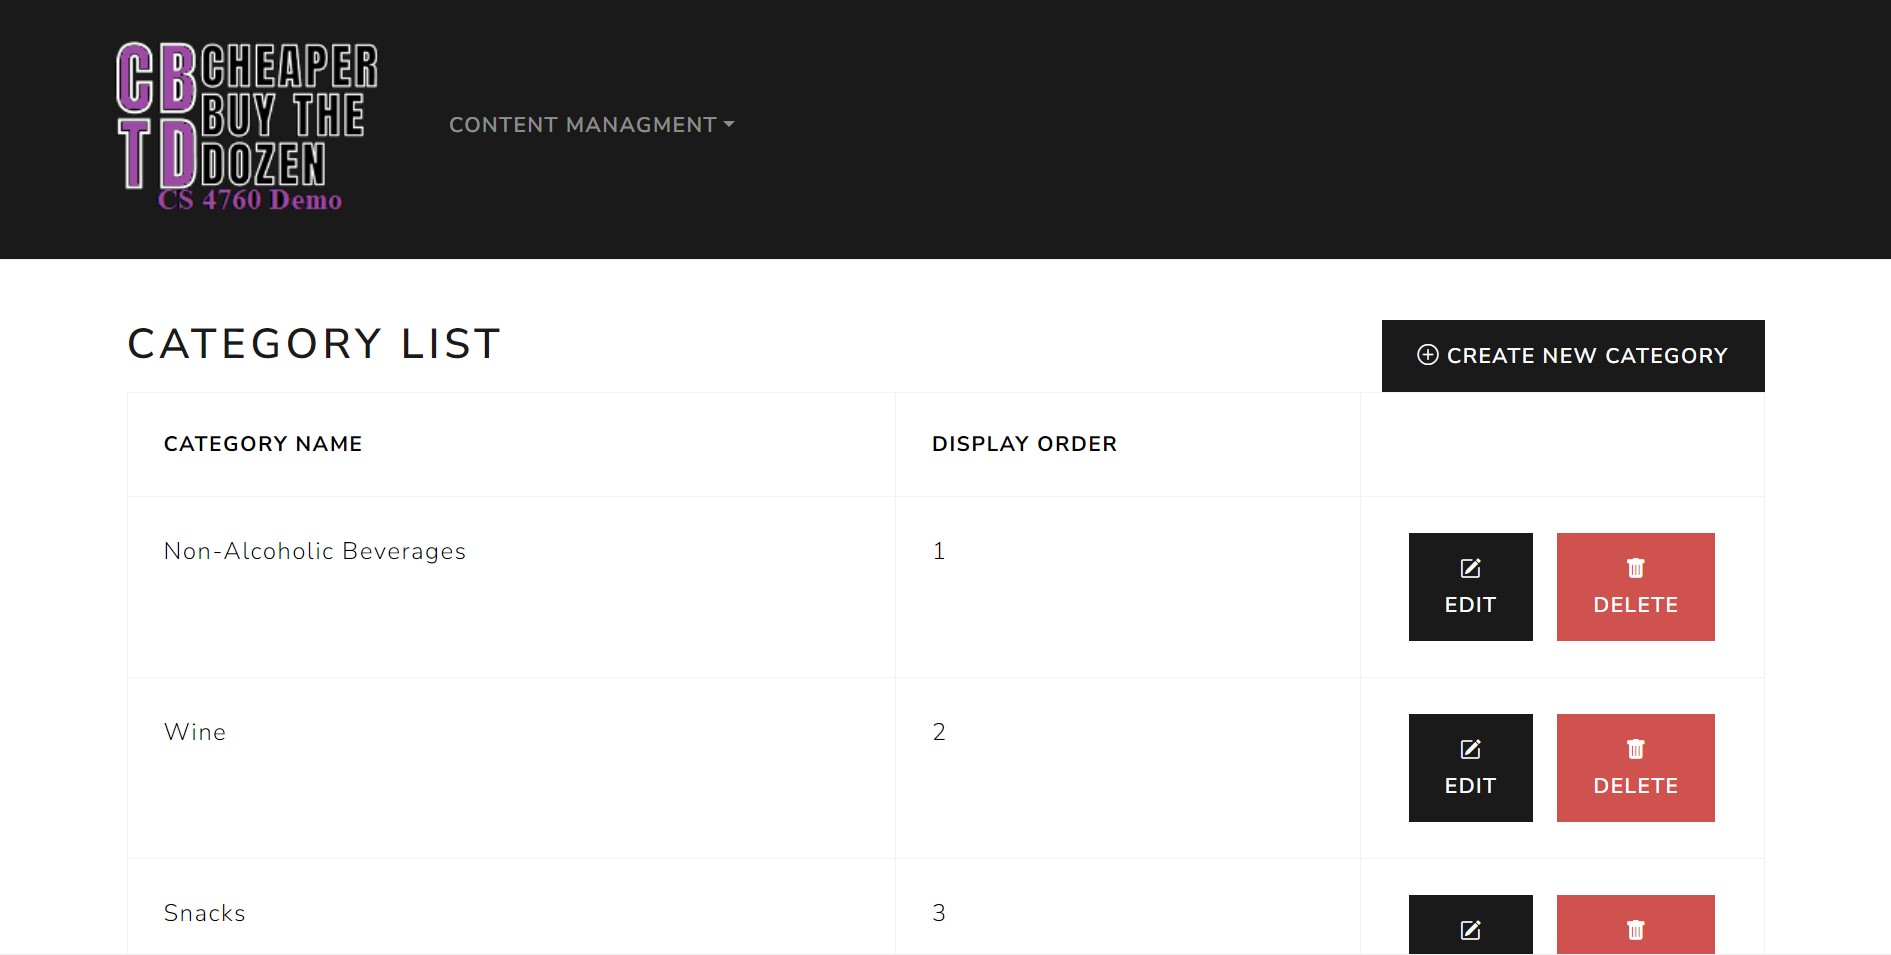 CB CHEAPER
BUY THE
TD DOZEN
CS 4760 Demo
CONTENT MANAGMENT
CATEGORY LIST
CREATE NEW CATEGORY
CATEGORY NAME DISPLAY ORDER
Non-Alcoholic Beverages 1
EDIT DELETE
Wine 2
EDIT DELETE
Snacks 3